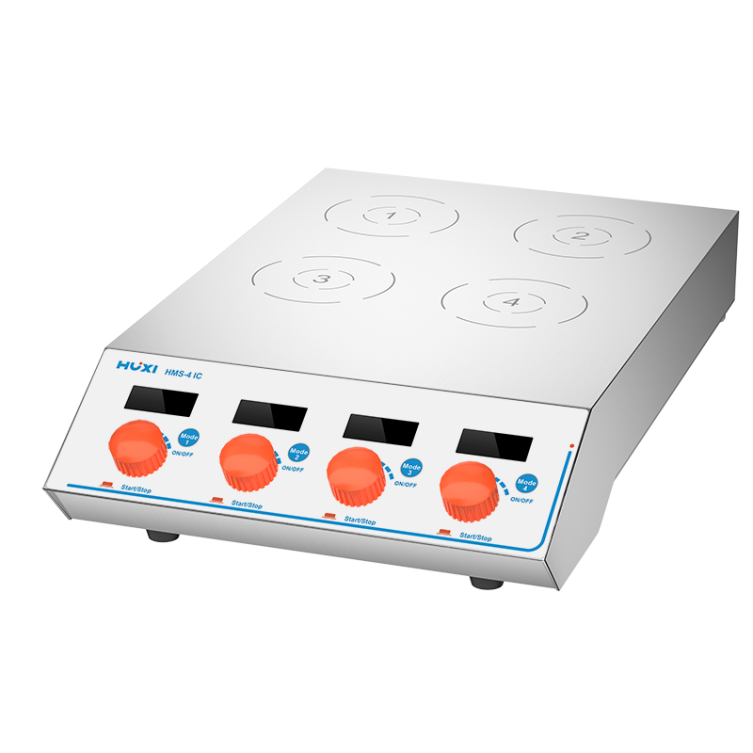 1
2
3
4
HUXI HMS-4 IC
Mode 1
ON/OFF
Start/Stop
Mode 2
ON/OFF
Start/Stop
Mode 3
ON/OFF
Start/Stop
Mode 4
ON/OFF
Start/Stop